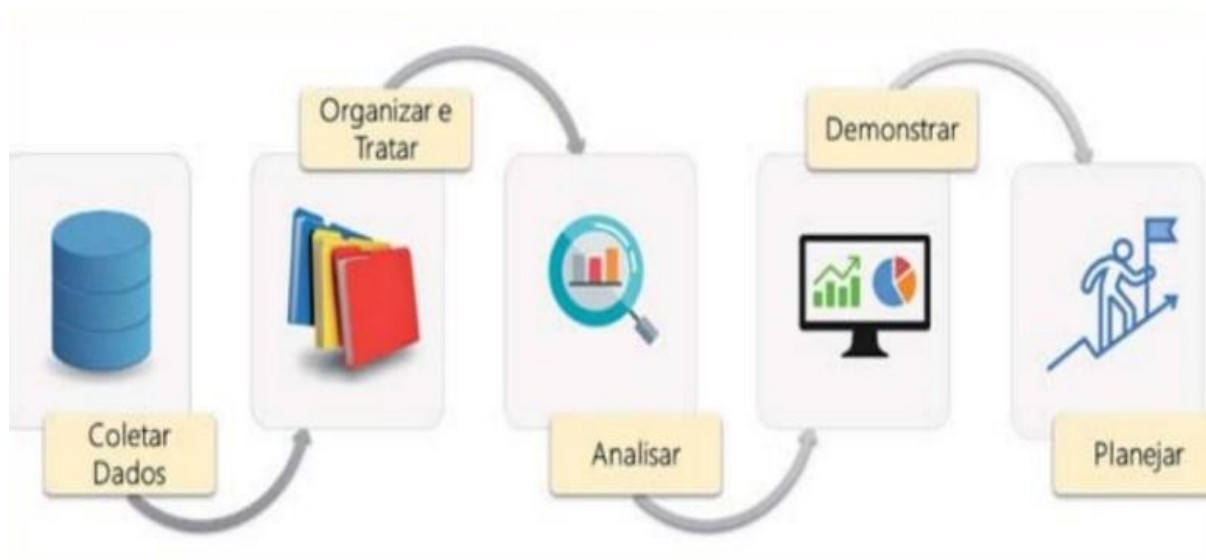 Coletar
Dados
Organizar e
Tratar
Analisar
Demonstrar
Planejar